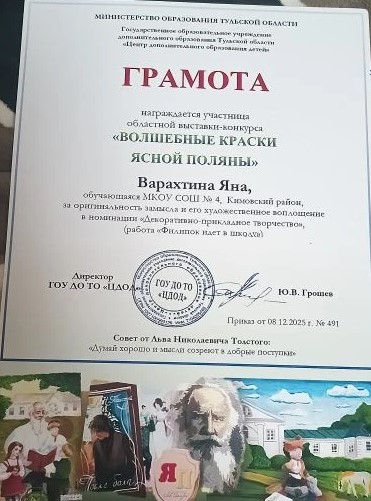 МИНИСТЕРСТВО ОБРАЗОВАНИЯ ТУЛЬСКОЙ ОБЛАСТИ
Государственное образовательное учреждение
дополнительного образования Тульской области
«Центр дополнительного образования детей»
ГРАМОТА
награждается участница
областной выставки-конкурса
«ВОЛШЕБНЫЕ КРАСКИ
ЯСНОЙ ПОЛЯНЫ»
Варахтина Яна,
обучающаяся МКОУ СОШ № 4, Кимовский район,
за оригинальность замысла и его художественное воплощение
в номинации «Декоративно-прикладное творчество»,
(работа «Филипок идет в школу»)
Директор
ГОУ ДО ТО «ЦДОД»
ГОУ ДО ТО
«ЦДОД»
Ю.В. Грошев
Приказ от 08.12.2025 г. № 491
Совет от Льва Николаевича Толстого:
«Думай хорошо и мысли созреют в добрые поступки»
ЯП